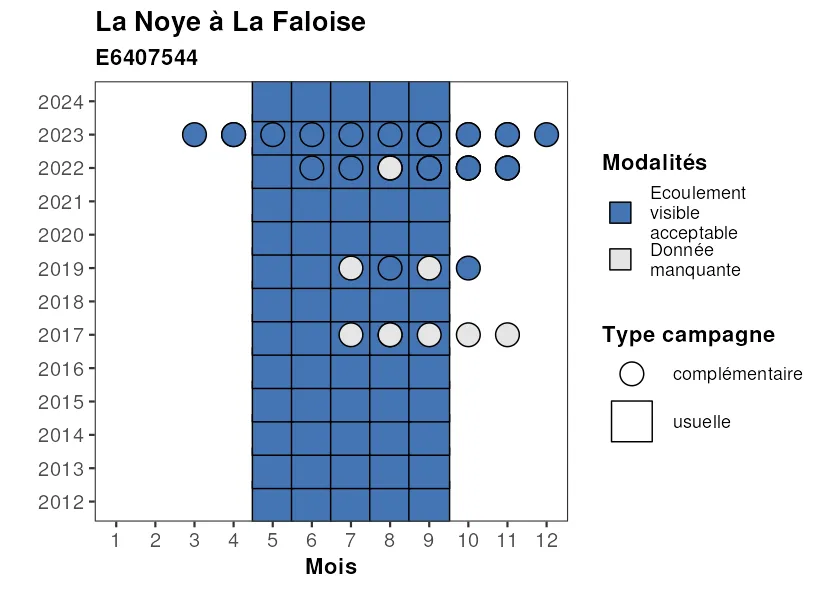 La Noye à La Faloise
E6407544
2024
2023
2022
2021
2020
2019
2018
2017
2016
2015
2014
2013
2012
1 2 3 4 5 6 7 8 9 10 11 12
Mois
Modalités
Ecoulement
visible
acceptable
Donnée
manquante
Type campagne
complémentaire
usuelle